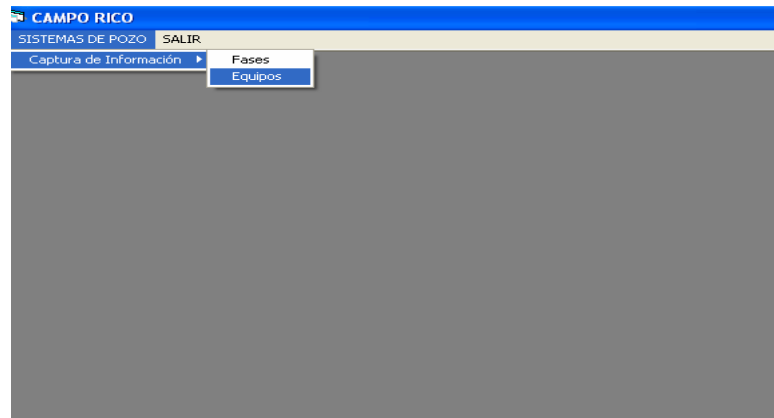 CAMPO RICO
SISTEMAS DE POZO SALIR
Captura de Información Fases
Equipos